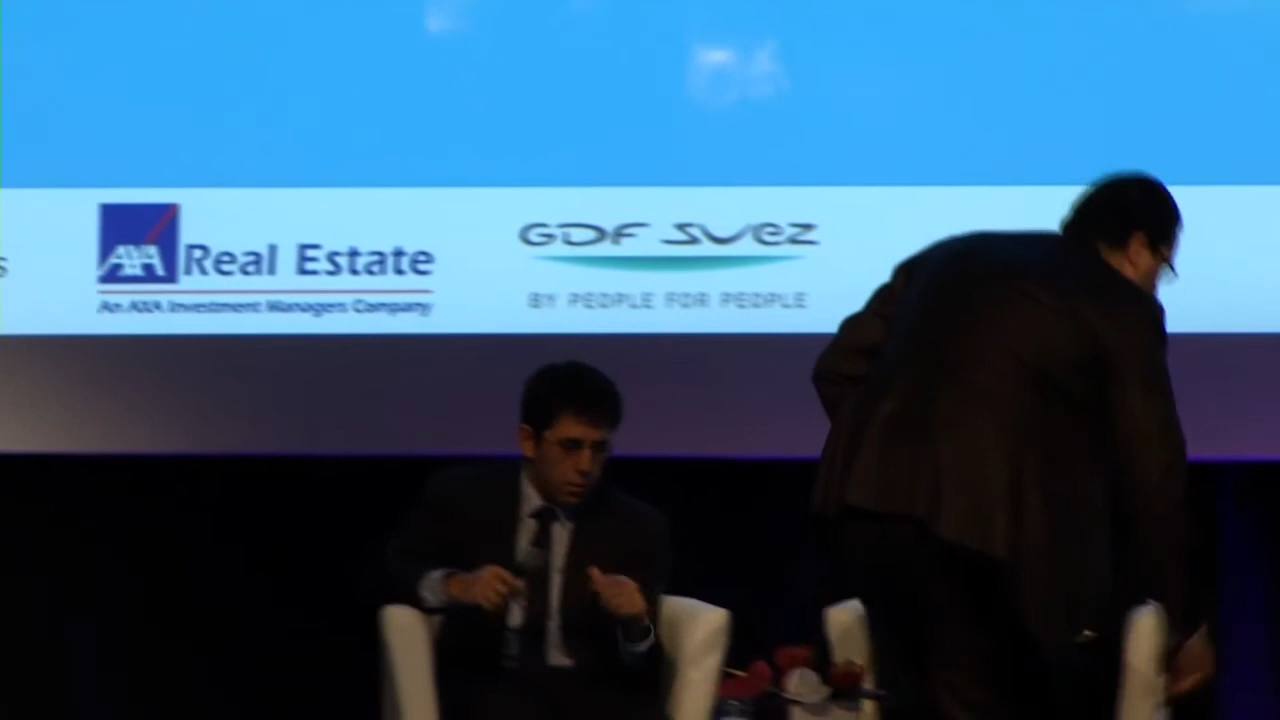 AXA
Real Estate
An AXA Investment Managers Company
GDF SUEZ
BY PEOPLE FOR PEOPLE